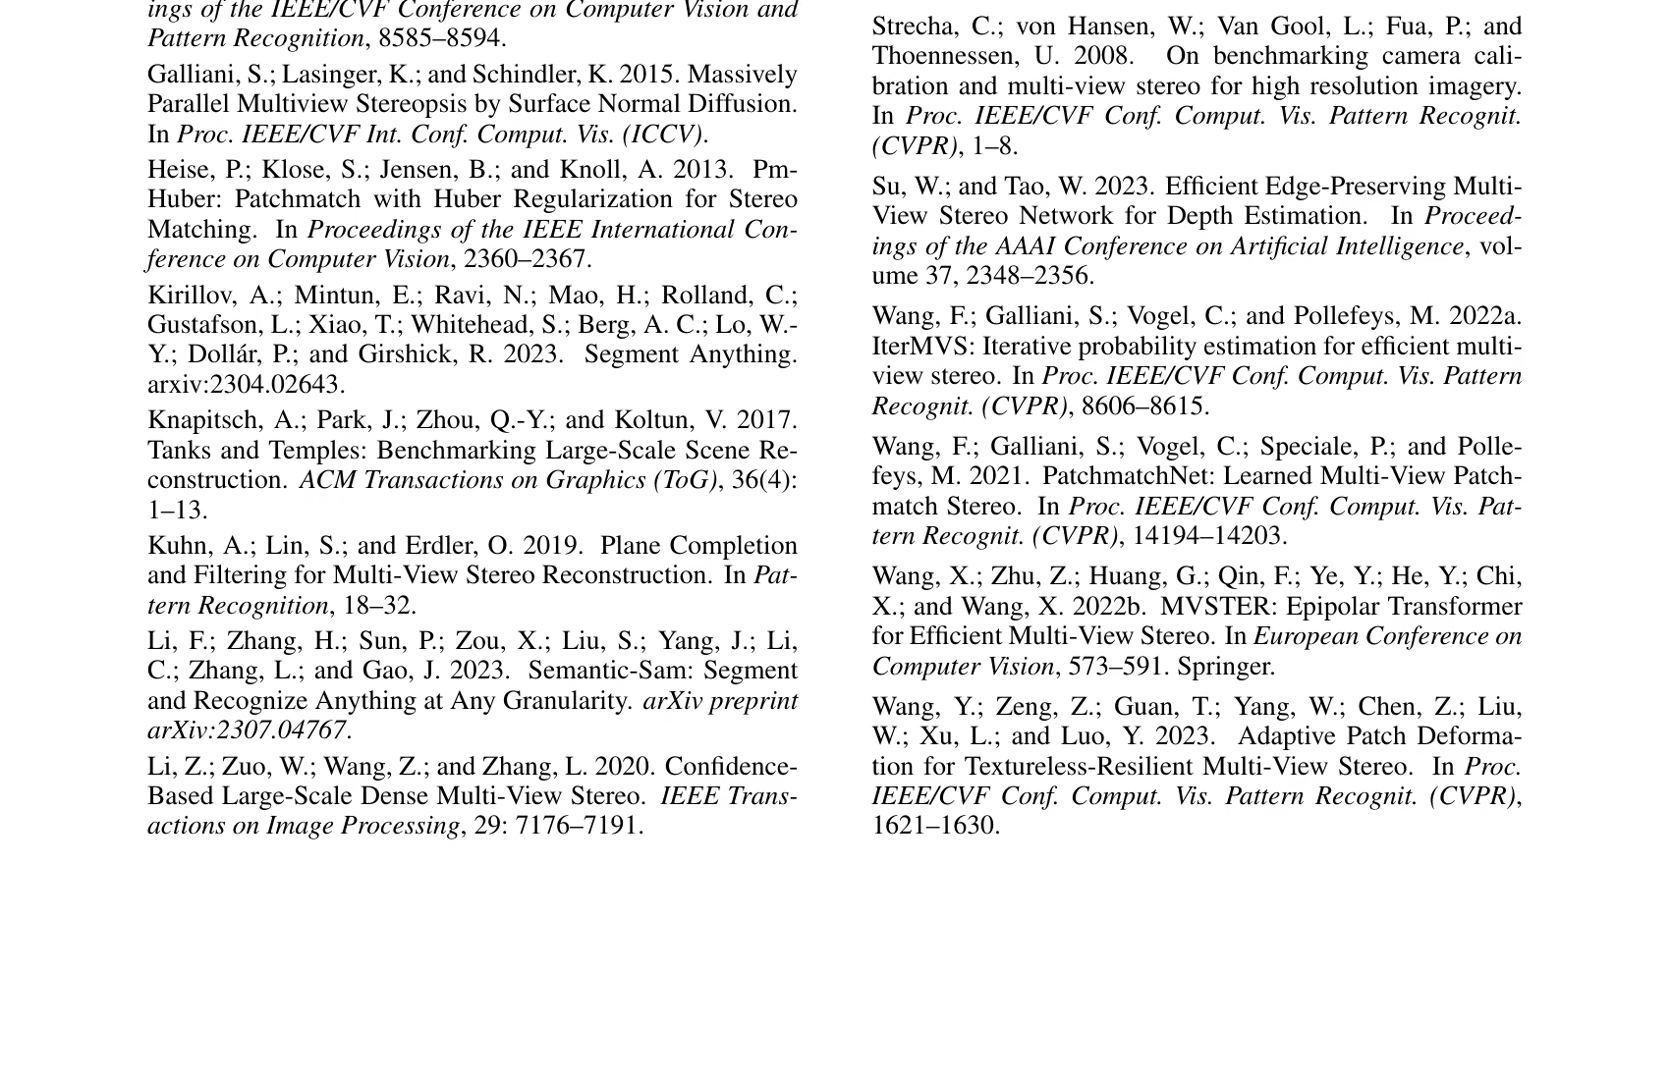 ings of the IEEE/CVF Conference on Computer Vision and
Pattern Recognition, 8585–8594.
Galliani, S.; Lasinger, K.; and Schindler, K. 2015. Massively
Parallel Multiview Stereopsis by Surface Normal Diffusion.
In Proc. IEEE/CVF Int. Conf. Comput. Vis. (ICCV).
Heise, P.; Klose, S.; Jensen, B.; and Knoll, A. 2013. Pm-
Huber: Patchmatch with Huber Regularization for Stereo
Matching. In Proceedings of the IEEE International Con-
ference on Computer Vision, 2360–2367.
Kirillov, A.; Mintun, E.; Ravi, N.; Mao, H.; Rolland, C.;
Gustafson, L.; Xiao, T.; Whitehead, S.; Berg, A. C.; Lo, W.-
Y.; Dollár, P.; and Girshick, R. 2023. Segment Anything.
arxiv:2304.02643.
Knapitsch, A.; Park, J.; Zhou, Q.-Y.; and Koltun, V. 2017.
Tanks and Temples: Benchmarking Large-Scale Scene Re-
construction. ACM Transactions on Graphics (ToG), 36(4):
1–13.
Kuhn, A.; Lin, S.; and Erdler, O. 2019. Plane Completion
and Filtering for Multi-View Stereo Reconstruction. In Pat-
tern Recognition, 18–32.
Li, F.; Zhang, H.; Sun, P.; Zou, X.; Liu, S.; Yang, J.; Li,
C.; Zhang, L.; and Gao, J. 2023. Semantic-Sam: Segment
and Recognize Anything at Any Granularity. arXiv preprint
arXiv:2307.04767.
Li, Z.; Zuo, W.; Wang, Z.; and Zhang, L. 2020. Confidence-
Based Large-Scale Dense Multi-View Stereo. IEEE Trans-
actions on Image Processing, 29: 7176–7191.
Strecha, C.; von Hansen, W.; Van Gool, L.; Fua, P.; and
Thoennessen, U. 2008. On benchmarking camera cali-
bration and multi-view stereo for high resolution imagery.
In Proc. IEEE/CVF Conf. Comput. Vis. Pattern Recognit.
(CVPR), 1–8.
Su, W.; and Tao, W. 2023. Efficient Edge-Preserving Multi-
View Stereo Network for Depth Estimation. In Proceed-
ings of the AAAI Conference on Artificial Intelligence, vol-
ume 37, 2348–2356.
Wang, F.; Galliani, S.; Vogel, C.; and Pollefeys, M. 2022a.
IterMVS: Iterative probability estimation for efficient multi-
view stereo. In Proc. IEEE/CVF Conf. Comput. Vis. Pattern
Recognit. (CVPR), 8606–8615.
Wang, F.; Galliani, S.; Vogel, C.; Speciale, P.; and Polle-
feys, M. 2021. PatchmatchNet: Learned Multi-View Patch-
match Stereo. In Proc. IEEE/CVF Conf. Comput. Vis. Pat-
tern Recognit. (CVPR), 14194–14203.
Wang, X.; Zhu, Z.; Huang, G.; Qin, F.; Ye, Y.; He, Y.; Chi,
X.; and Wang, X. 2022b. MVSTER: Epipolar Transformer
for Efficient Multi-View Stereo. In European Conference on
Computer Vision, 573–591. Springer.
Wang, Y.; Zeng, Z.; Guan, T.; Yang, W.; Chen, Z.; Liu,
W.; Xu, L.; and Luo, Y. 2023. Adaptive Patch Deforma-
tion for Textureless-Resilient Multi-View Stereo. In Proc.
IEEE/CVF Conf. Comput. Vis. Pattern Recognit. (CVPR),
1621–1630.